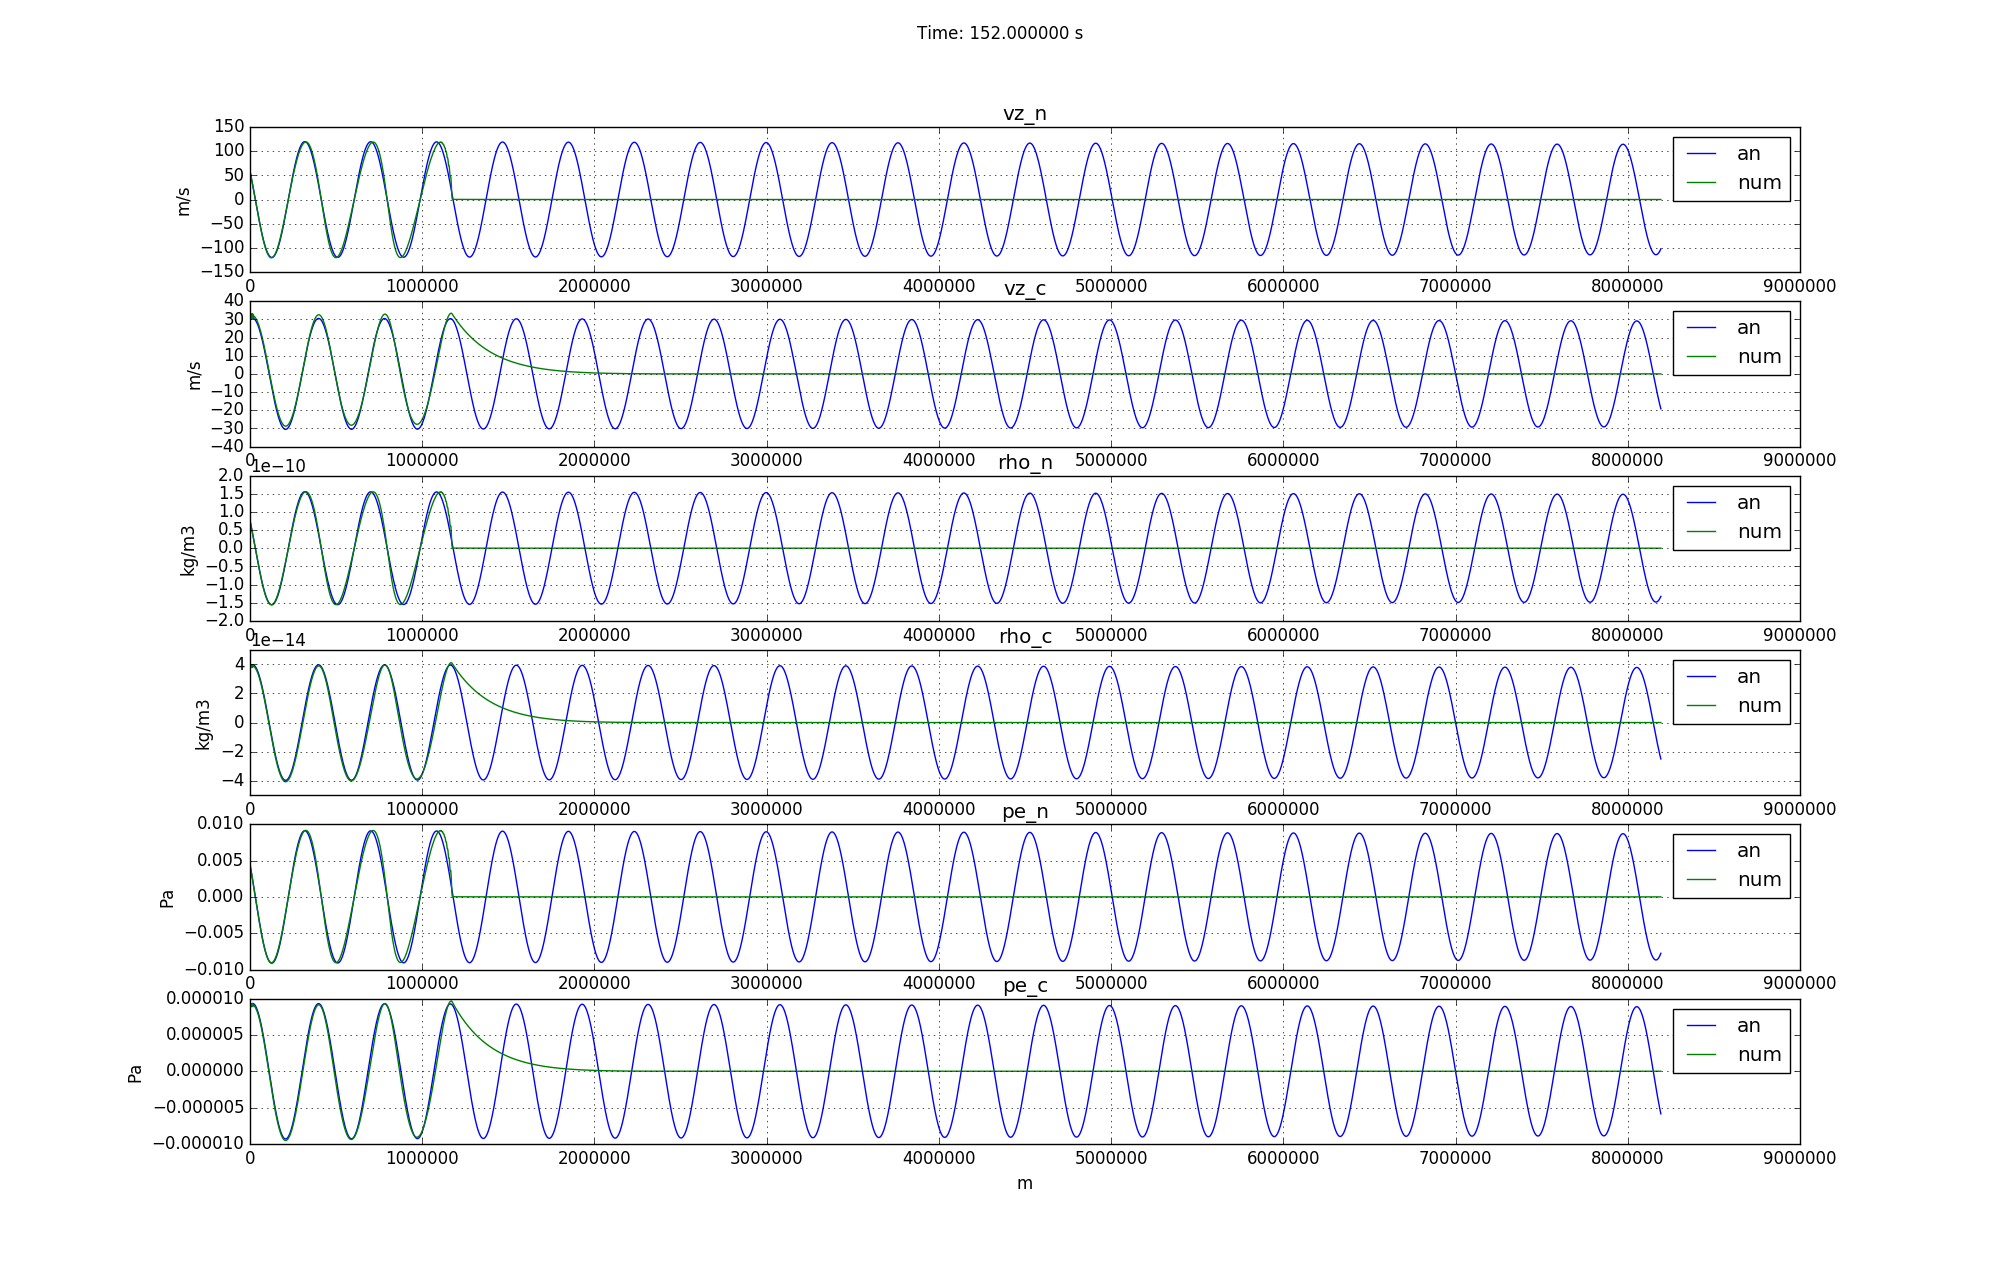 Time: 152.000000 s
vz_n
150
100
50
0
−50
−100
−150
m/s
an
num
0 1000000 2000000 3000000 4000000 5000000 6000000 7000000 8000000 9000000
vz_c
40
30
20
10
0
−10
−20
−30
−40
m/s
an
num
0 1000000 2000000 3000000 4000000 5000000 6000000 7000000 8000000 9000000
1e−10
rho_n
2.0
1.5
1.0
0.5
0.0
−0.5
−1.0
−1.5
−2.0
kg/m3
an
num
0 1000000 2000000 3000000 4000000 5000000 6000000 7000000 8000000 9000000
1e−14
rho_c
4
2
0
−2
−4
kg/m3
an
num
0 1000000 2000000 3000000 4000000 5000000 6000000 7000000 8000000 9000000
pe_n
0.010
0.005
0.000
−0.005
−0.010
Pa
an
num
0 1000000 2000000 3000000 4000000 5000000 6000000 7000000 8000000 9000000
pe_c
0.000010
0.000005
0.000000
−0.000005
−0.000010
Pa
an
num
0 1000000 2000000 3000000 4000000 5000000 6000000 7000000 8000000 9000000
m